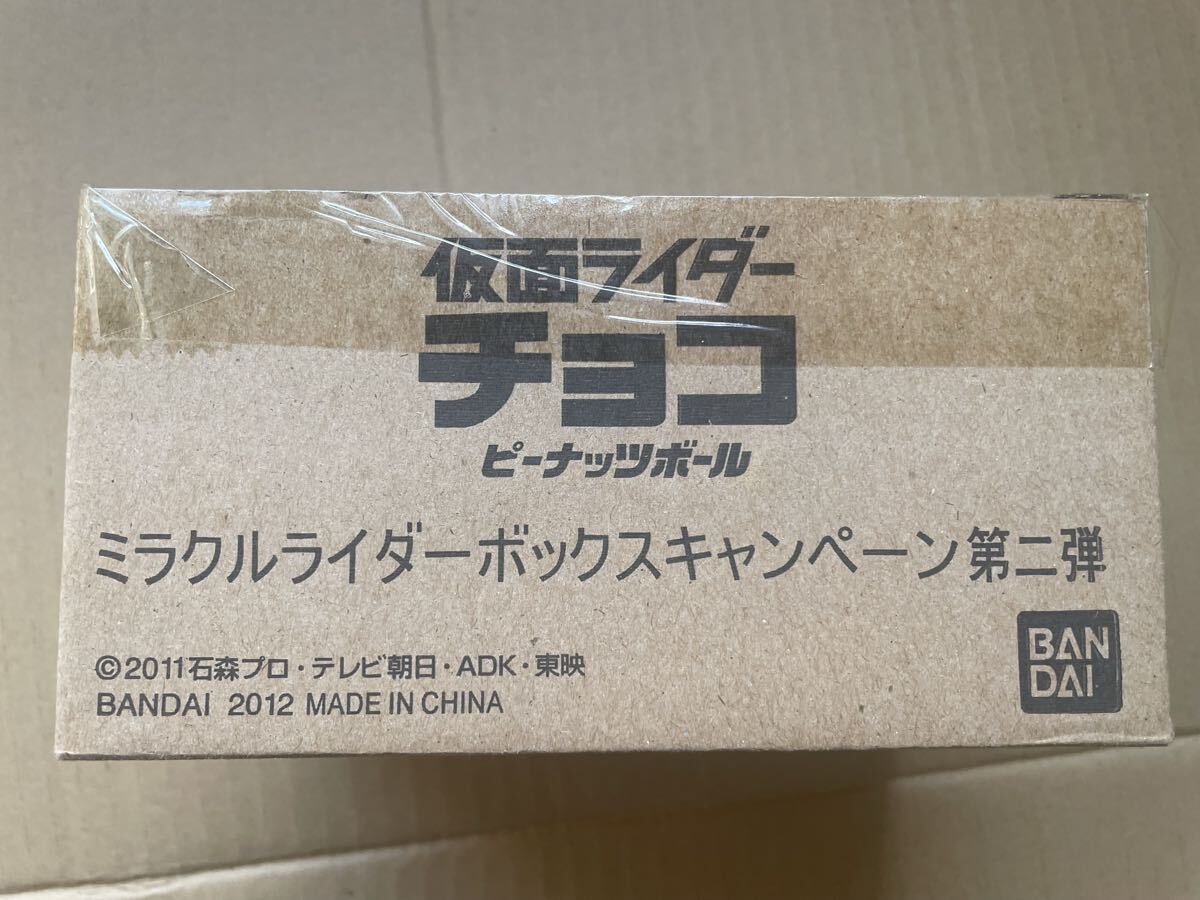 仮面ライダー
チョコ
ピーナッツボール
ミラクルライダーボックスキャンペーン第二弾
©2011石森プロ・テレビ朝日・ADK・東映
BANDAI 2012 MADE IN CHINA
BAN
DAI